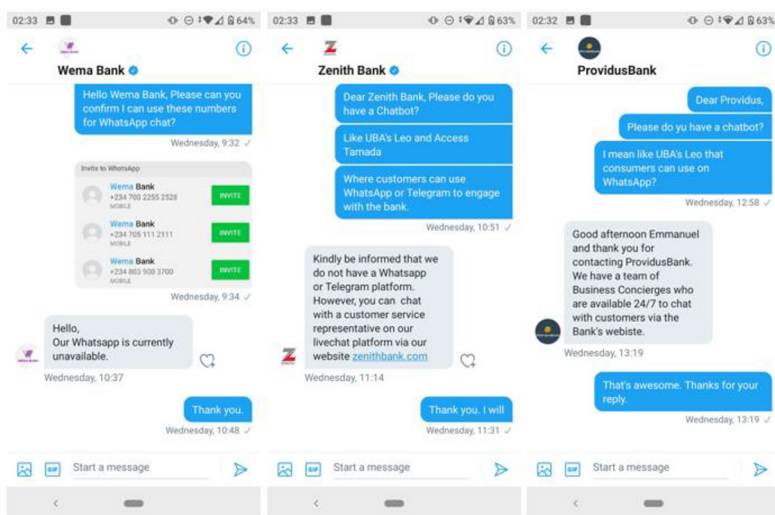 02:33
64%
Wema Bank
Hello Wema Bank, Please can you
confirm I can use these numbers
for WhatsApp chat?
Wednesday, 9:32
Invite to WhatsApp
Wema Bank
+234 700 2255 2528
MOBILE
INVITE
Wema Bank
+234 705 111 2111
MOBILE
INVITE
Wema Bank
+234 803 900 3700
MOBILE
INVITE
Wednesday, 9:34
Hello,
Our Whatsapp is currently
unavailable.
Wednesday, 10:37
Thank you.
Wednesday, 10:48
GIF
Start a message
02:33
63%
Zenith Bank
Dear Zenith Bank, Please do you
have a Chatbot?
Like UBA's Leo and Access
Tamada
Where customers can use
WhatsApp or Telegram to engage
with the bank.
Wednesday, 10:51
Kindly be informed that we
do not have a Whatsapp
or Telegram platform.
However, you can chat
with a customer service
representative on our
livechat platform via our
website zenithbank.com
Wednesday, 11:14
Thank you. I will
Wednesday, 11:31
GIF
Start a message
02:32
63%
ProvidusBank
Dear Providus,
Please do yu have a chatbot?
I mean like UBA's Leo that
consumers can use on
WhatsApp?
Wednesday, 12:58
Good afternoon Emmanuel
and thank you for
contacting ProvidusBank.
We have a team of
Business Concierges who
are available 24/7 to chat
with customers via the
Bank's webiste.
Wednesday, 13:19
That's awesome. Thanks for your
reply.
Wednesday, 13:19
GIF
Start a message